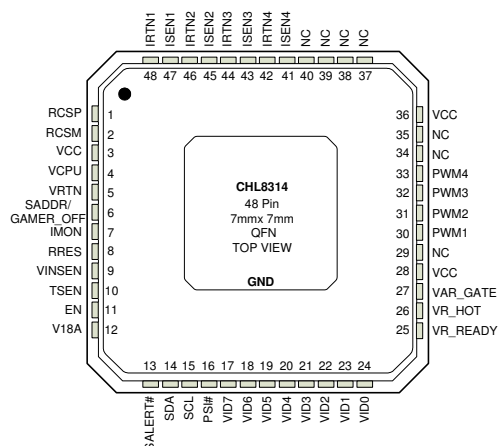 IRTN1
ISEN1
IRTN2
ISEN2
IRTN3
ISEN3
IRTN4
ISEN4
NC
NC
NC
NC
48 47 46 45 44 43 42 41 40 39 38 37
RCSP 1
RCSM 2
VCC 3
VCPU 4
VRTN 5
SADDR/
GAMER_OFF 6
IMON 7
RRES 8
VINSEN 9
TSEN 10
EN 11
V18A 12
CHL8314
48 Pin
7mmx 7mm
QFN
TOP VIEW
GND
36 VCC
35 NC
34 NC
33 PWM4
32 PWM3
31 PWM2
30 PWM1
29 NC
28 VCC
27 VAR_GATE
26 VR_HOT
25 VR_READY
13 14 15 16 17 18 19 20 21 22 23 24
SALERT#
SDA
SCL
PSI#
VID7
VID6
VID5
VID4
VID3
VID2
VID1
VID0